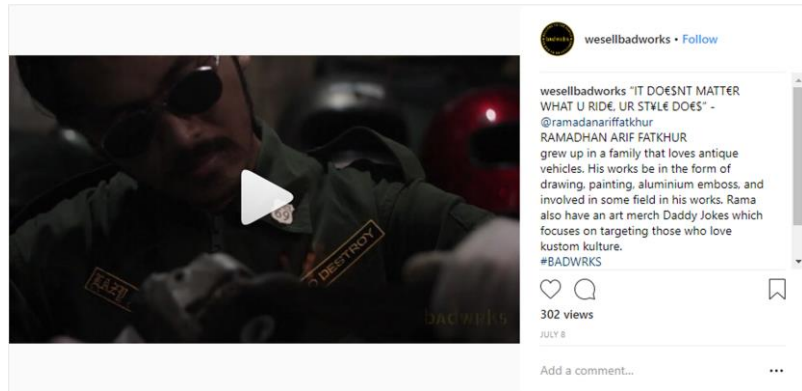 wesellbadworks • Follow
wesellbadworks "IT DO€$NT MATT€R
WHAT U RID€, UR ST¥L€ DO€$" -
@ramadanariffatkhur
RAMADHAN ARIF FATKHUR
grew up in a family that loves antique
vehicles. His works be in the form of
drawing, painting, aluminium emboss, and
involved in some field in his works. Rama
also have an art merch Daddy Jokes which
focuses on targeting those who love
kustom kulture.
#BADWRKS
302 views
JULY 8
Add a comment...
69
DESTROY
badwrks